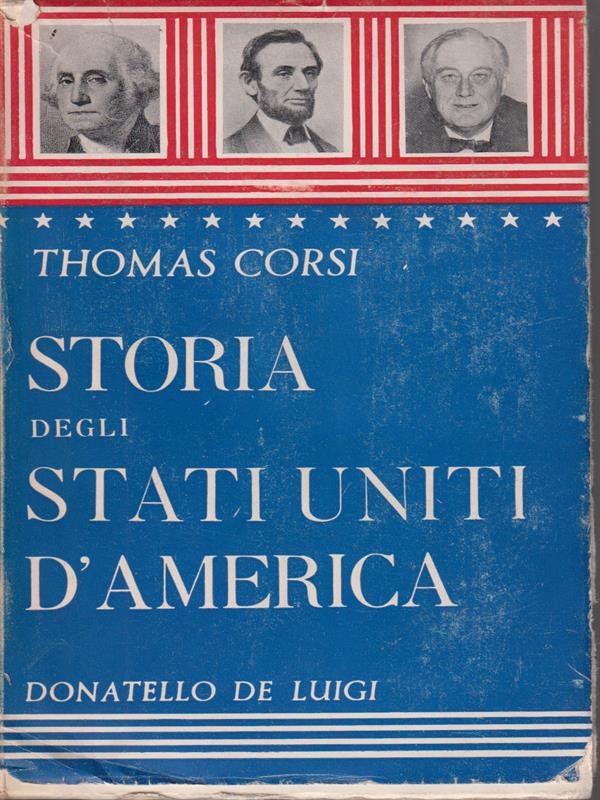 THOMAS CORSI
STORIA
DEGLI
STATI UNITI
D'AMERICA
DONATELLO DE LUIGI